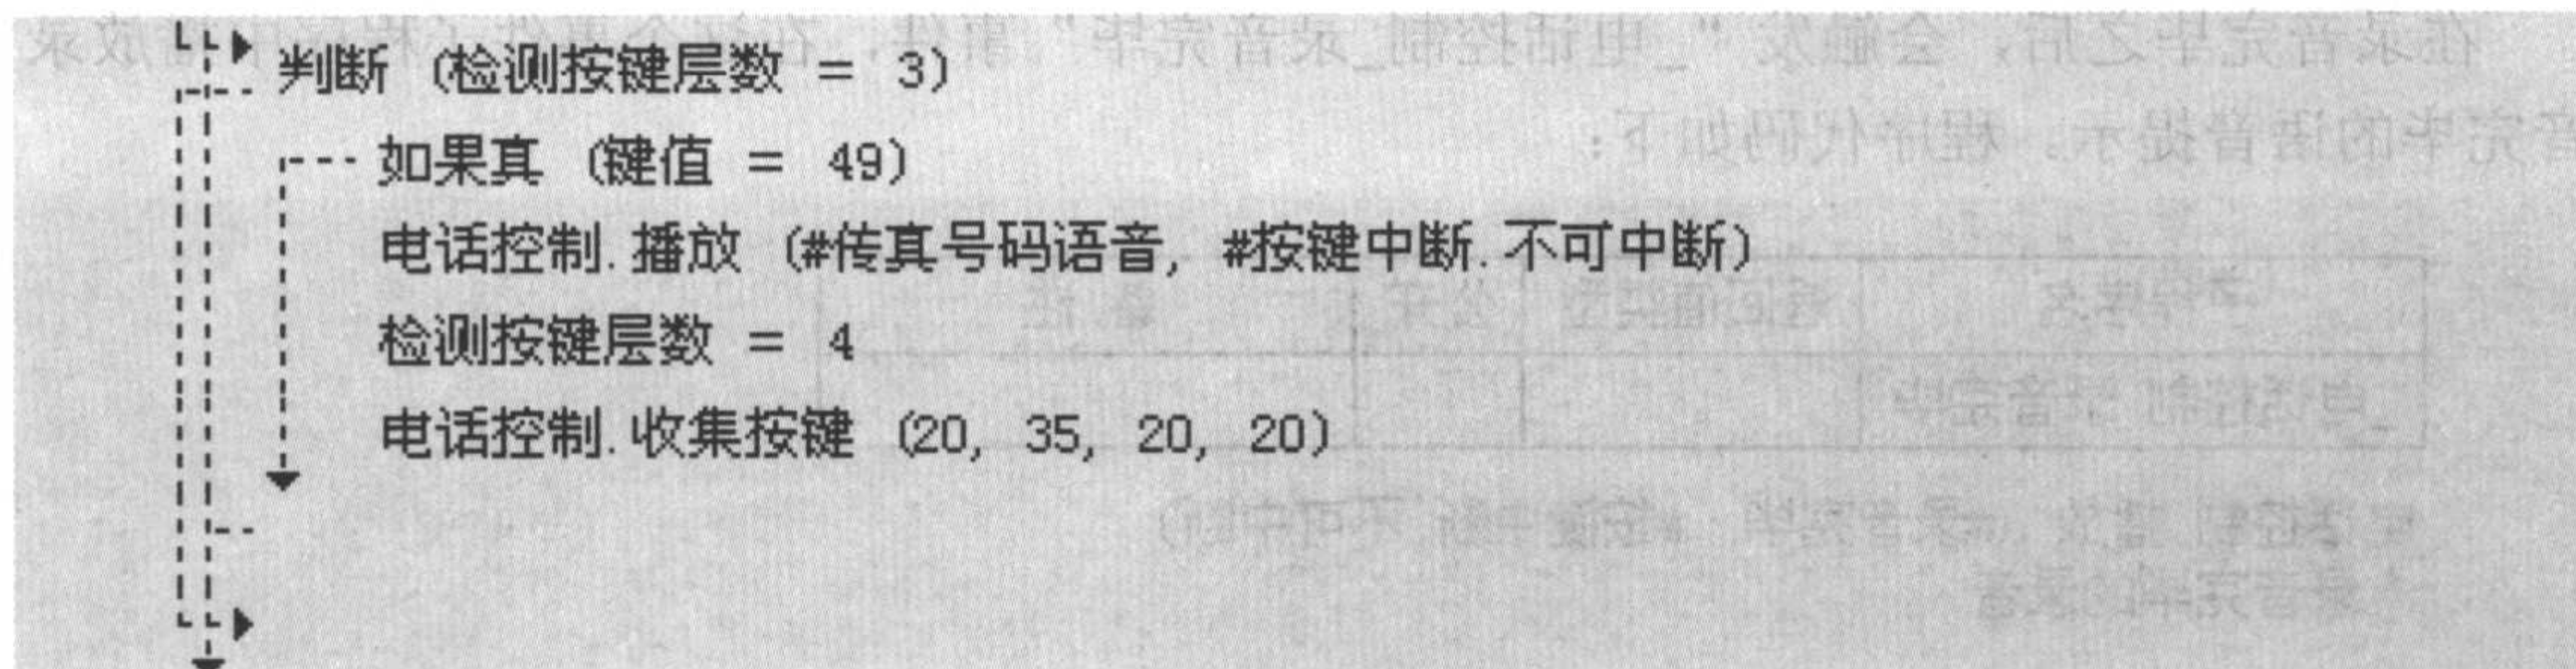 判断 (检测按键层数 = 3)
如果真 (键值 = 49)
电话控制.播放 (#传真号码语音, #按键中断.不可中断)
检测按键层数 = 4
电话控制.收集按键 (20, 35, 20, 20)